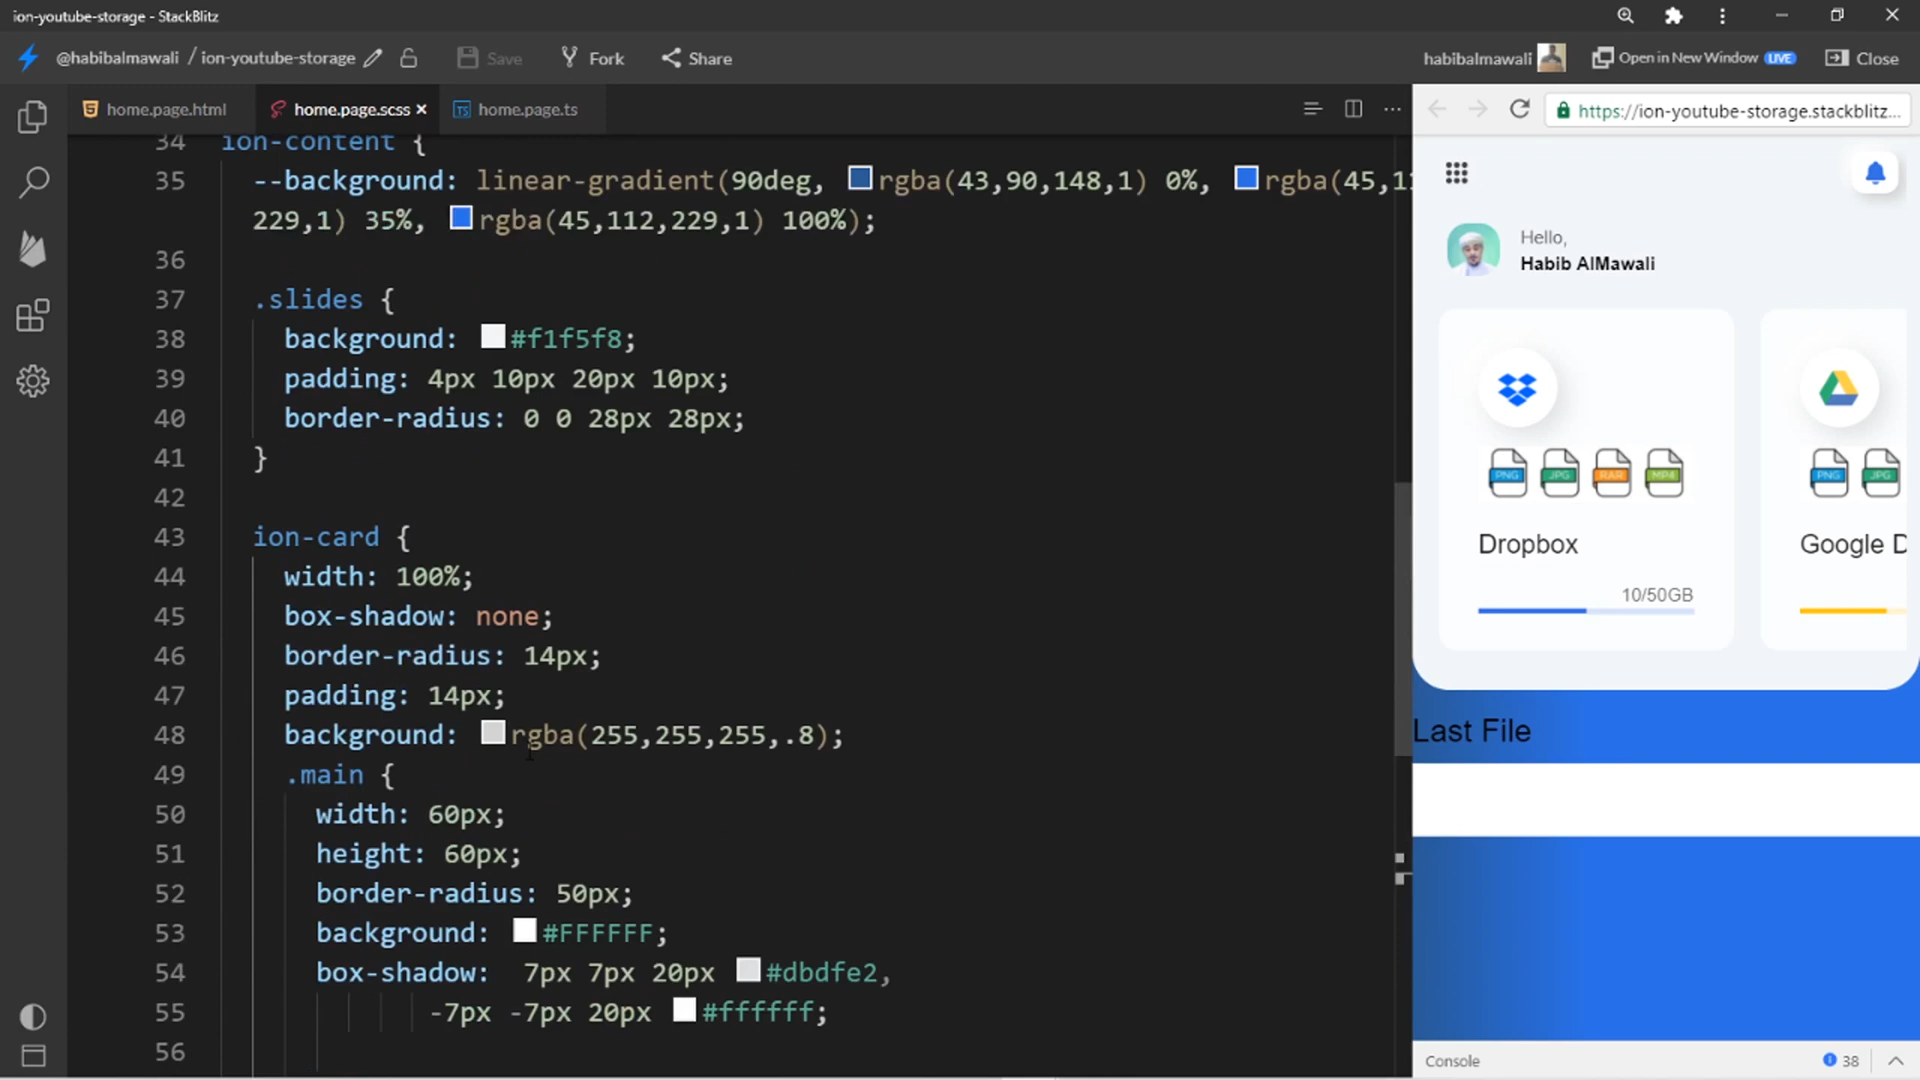 ion-youtube-storage - StackBlitz
@habibalmawali / ion-youtube-storage
Save
Fork
Share
habibalmawali
Open in New Window LIVE
Close
home.page.html
home.page.scss
home.page.ts
https://ion-youtube-storage.stackblitz...
34 ion-content {
35 --background: linear-gradient(90deg, rgba(43,90,148,1) 0%, rgba(45,11
229,1) 35%, rgba(45,112,229,1) 100%);
36
37 .slides {
38 background: #f1f5f8;
39 padding: 4px 10px 20px 10px;
40 border-radius: 0 0 28px 28px;
41 }
42
43 ion-card {
44 width: 100%;
45 box-shadow: none;
46 border-radius: 14px;
47 padding: 14px;
48 background: rgba(255,255,255,.8);
49 .main {
50 width: 60px;
51 height: 60px;
52 border-radius: 50px;
53 background: #FFFFFF;
54 box-shadow: 7px 7px 20px #dbdfe2,
55 -7px -7px 20px #ffffff;
56
Hello,
Habib AlMawali
PNG JPG RAR MP4
Dropbox
10/50GB
PNG JPG
Google D
Last File
Console
38